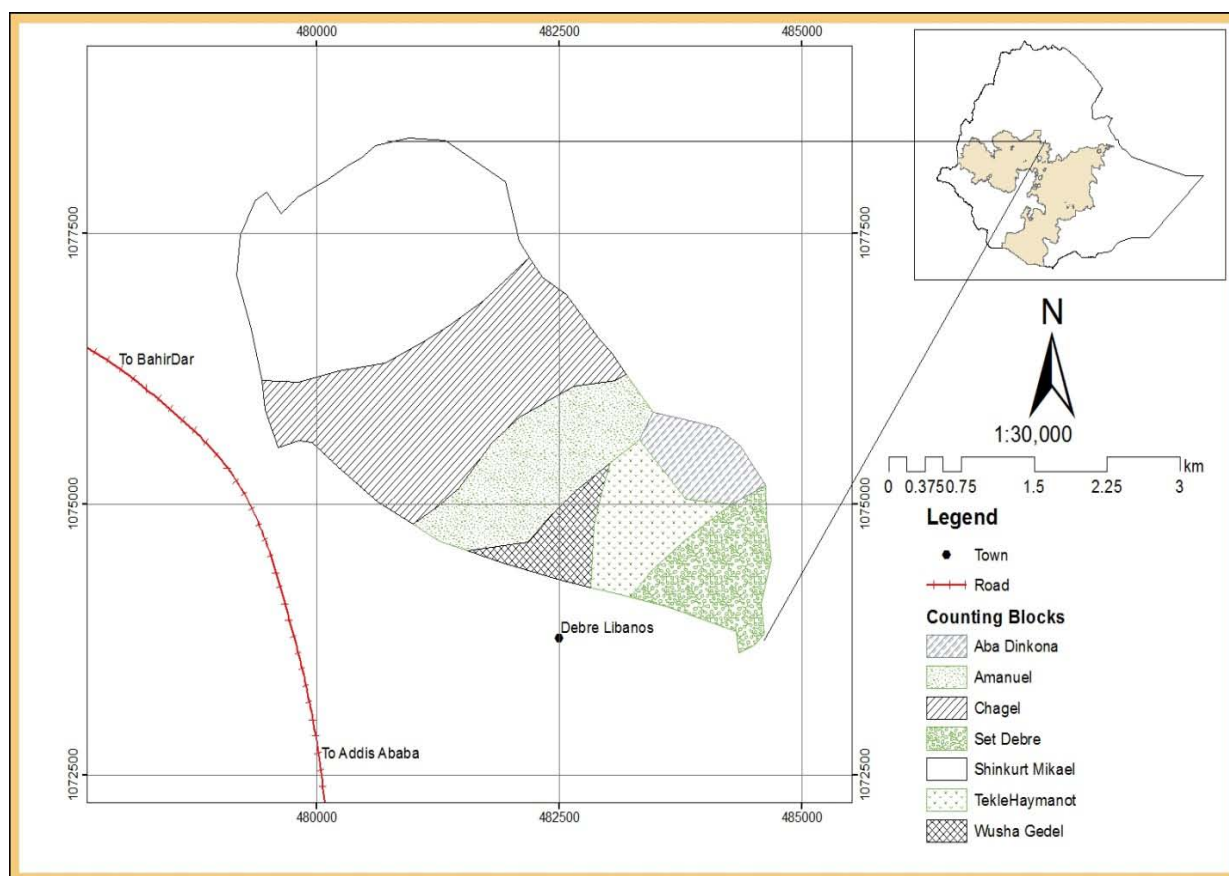 480000
482500
485000
1077500
1077500
To BahirDar
N
1:30,000
km
0 0.375 0.75 1.5 2.25 3
1075000
1075000
Legend
Town
Road
Debre Libanos
Counting Blocks
Aba Dinkona
Amanuel
Chagel
Set Debre
To Addis Ababa
1072500
1072500
Shinkurt Mikael
TekleHaymanot
Wusha Gedel
480000
482500
485000